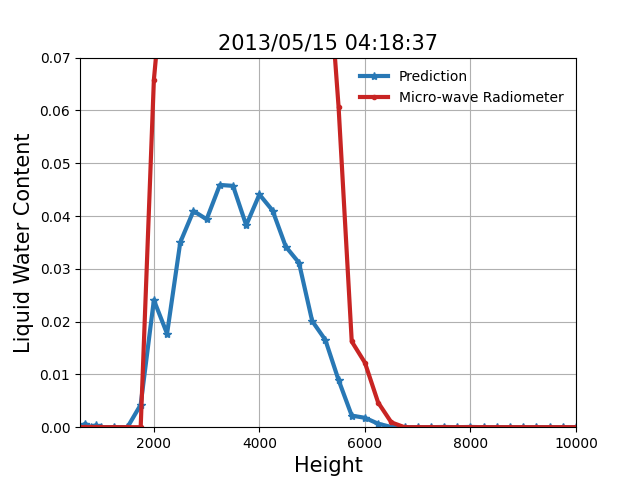 2013/05/15 04:18:37
Prediction
Micro-wave Radiometer
Liquid Water Content
0.07
0.06
0.05
0.04
0.03
0.02
0.01
0.00
2000 4000 6000 8000 10000
Height